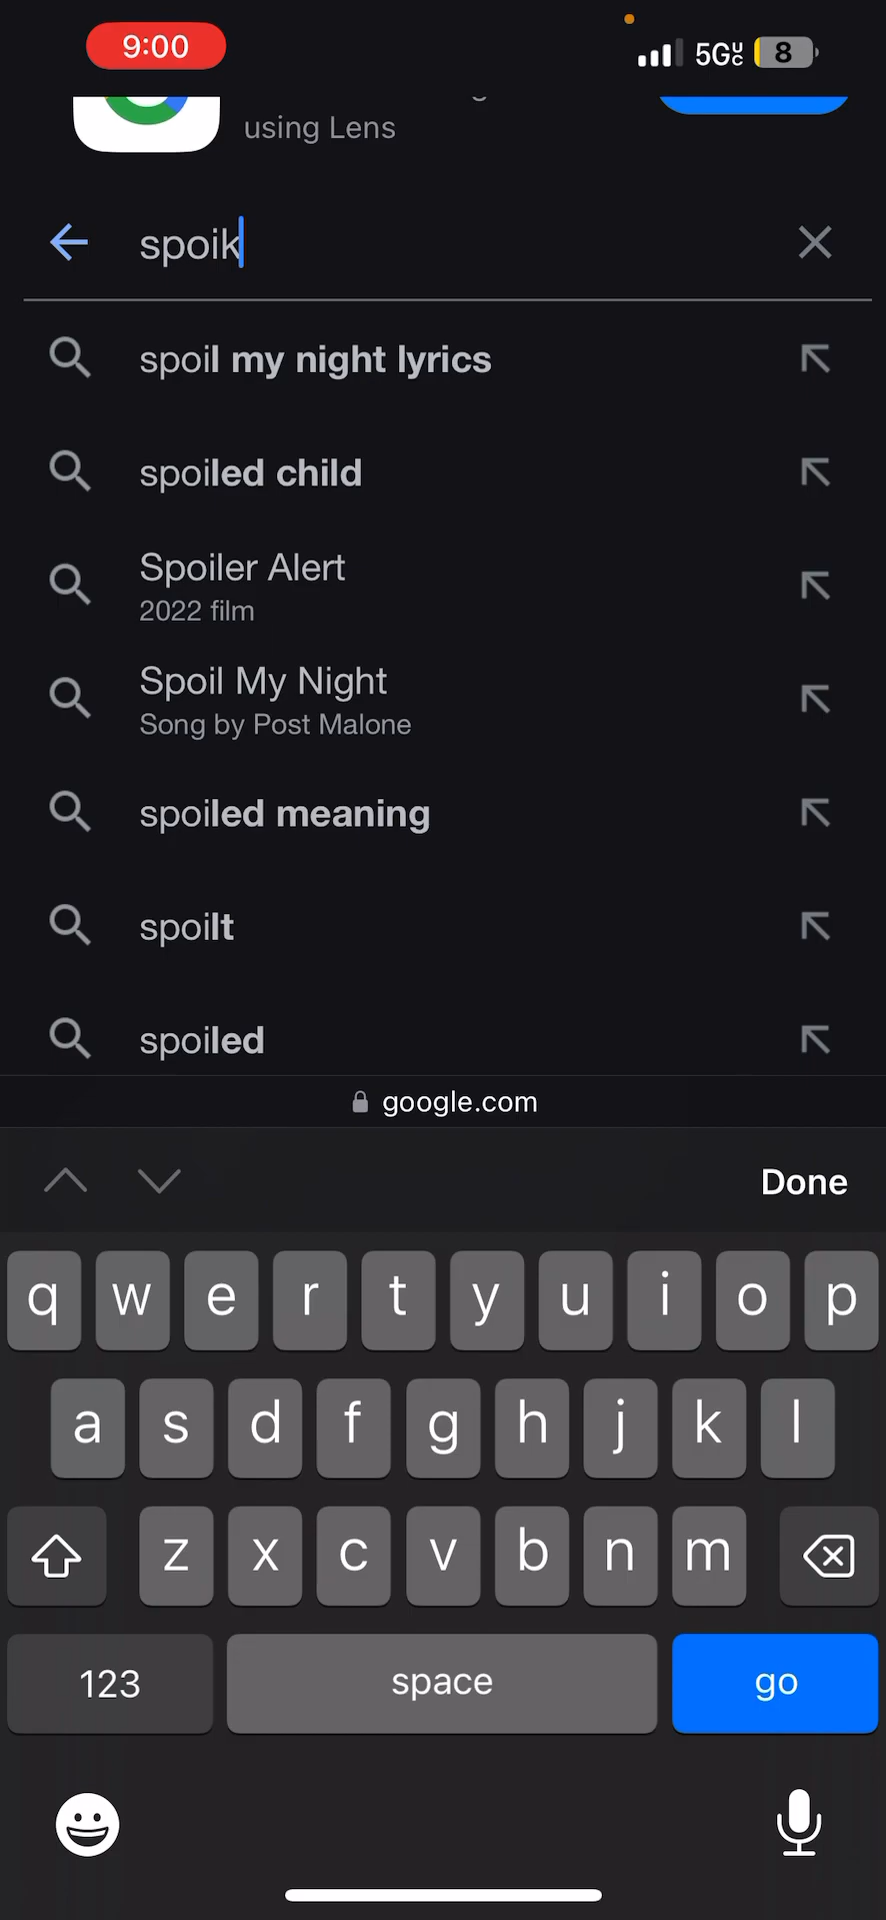 9:00
5GUC
8
using Lens
spoik
spoil my night lyrics
spoiled child
Spoiler Alert
2022 film
Spoil My Night
Song by Post Malone
spoiled meaning
spoilt
spoiled
google.com
Done
q w e r t y u i o p
a s d f g h j k l
z x c v b n m
123 space go